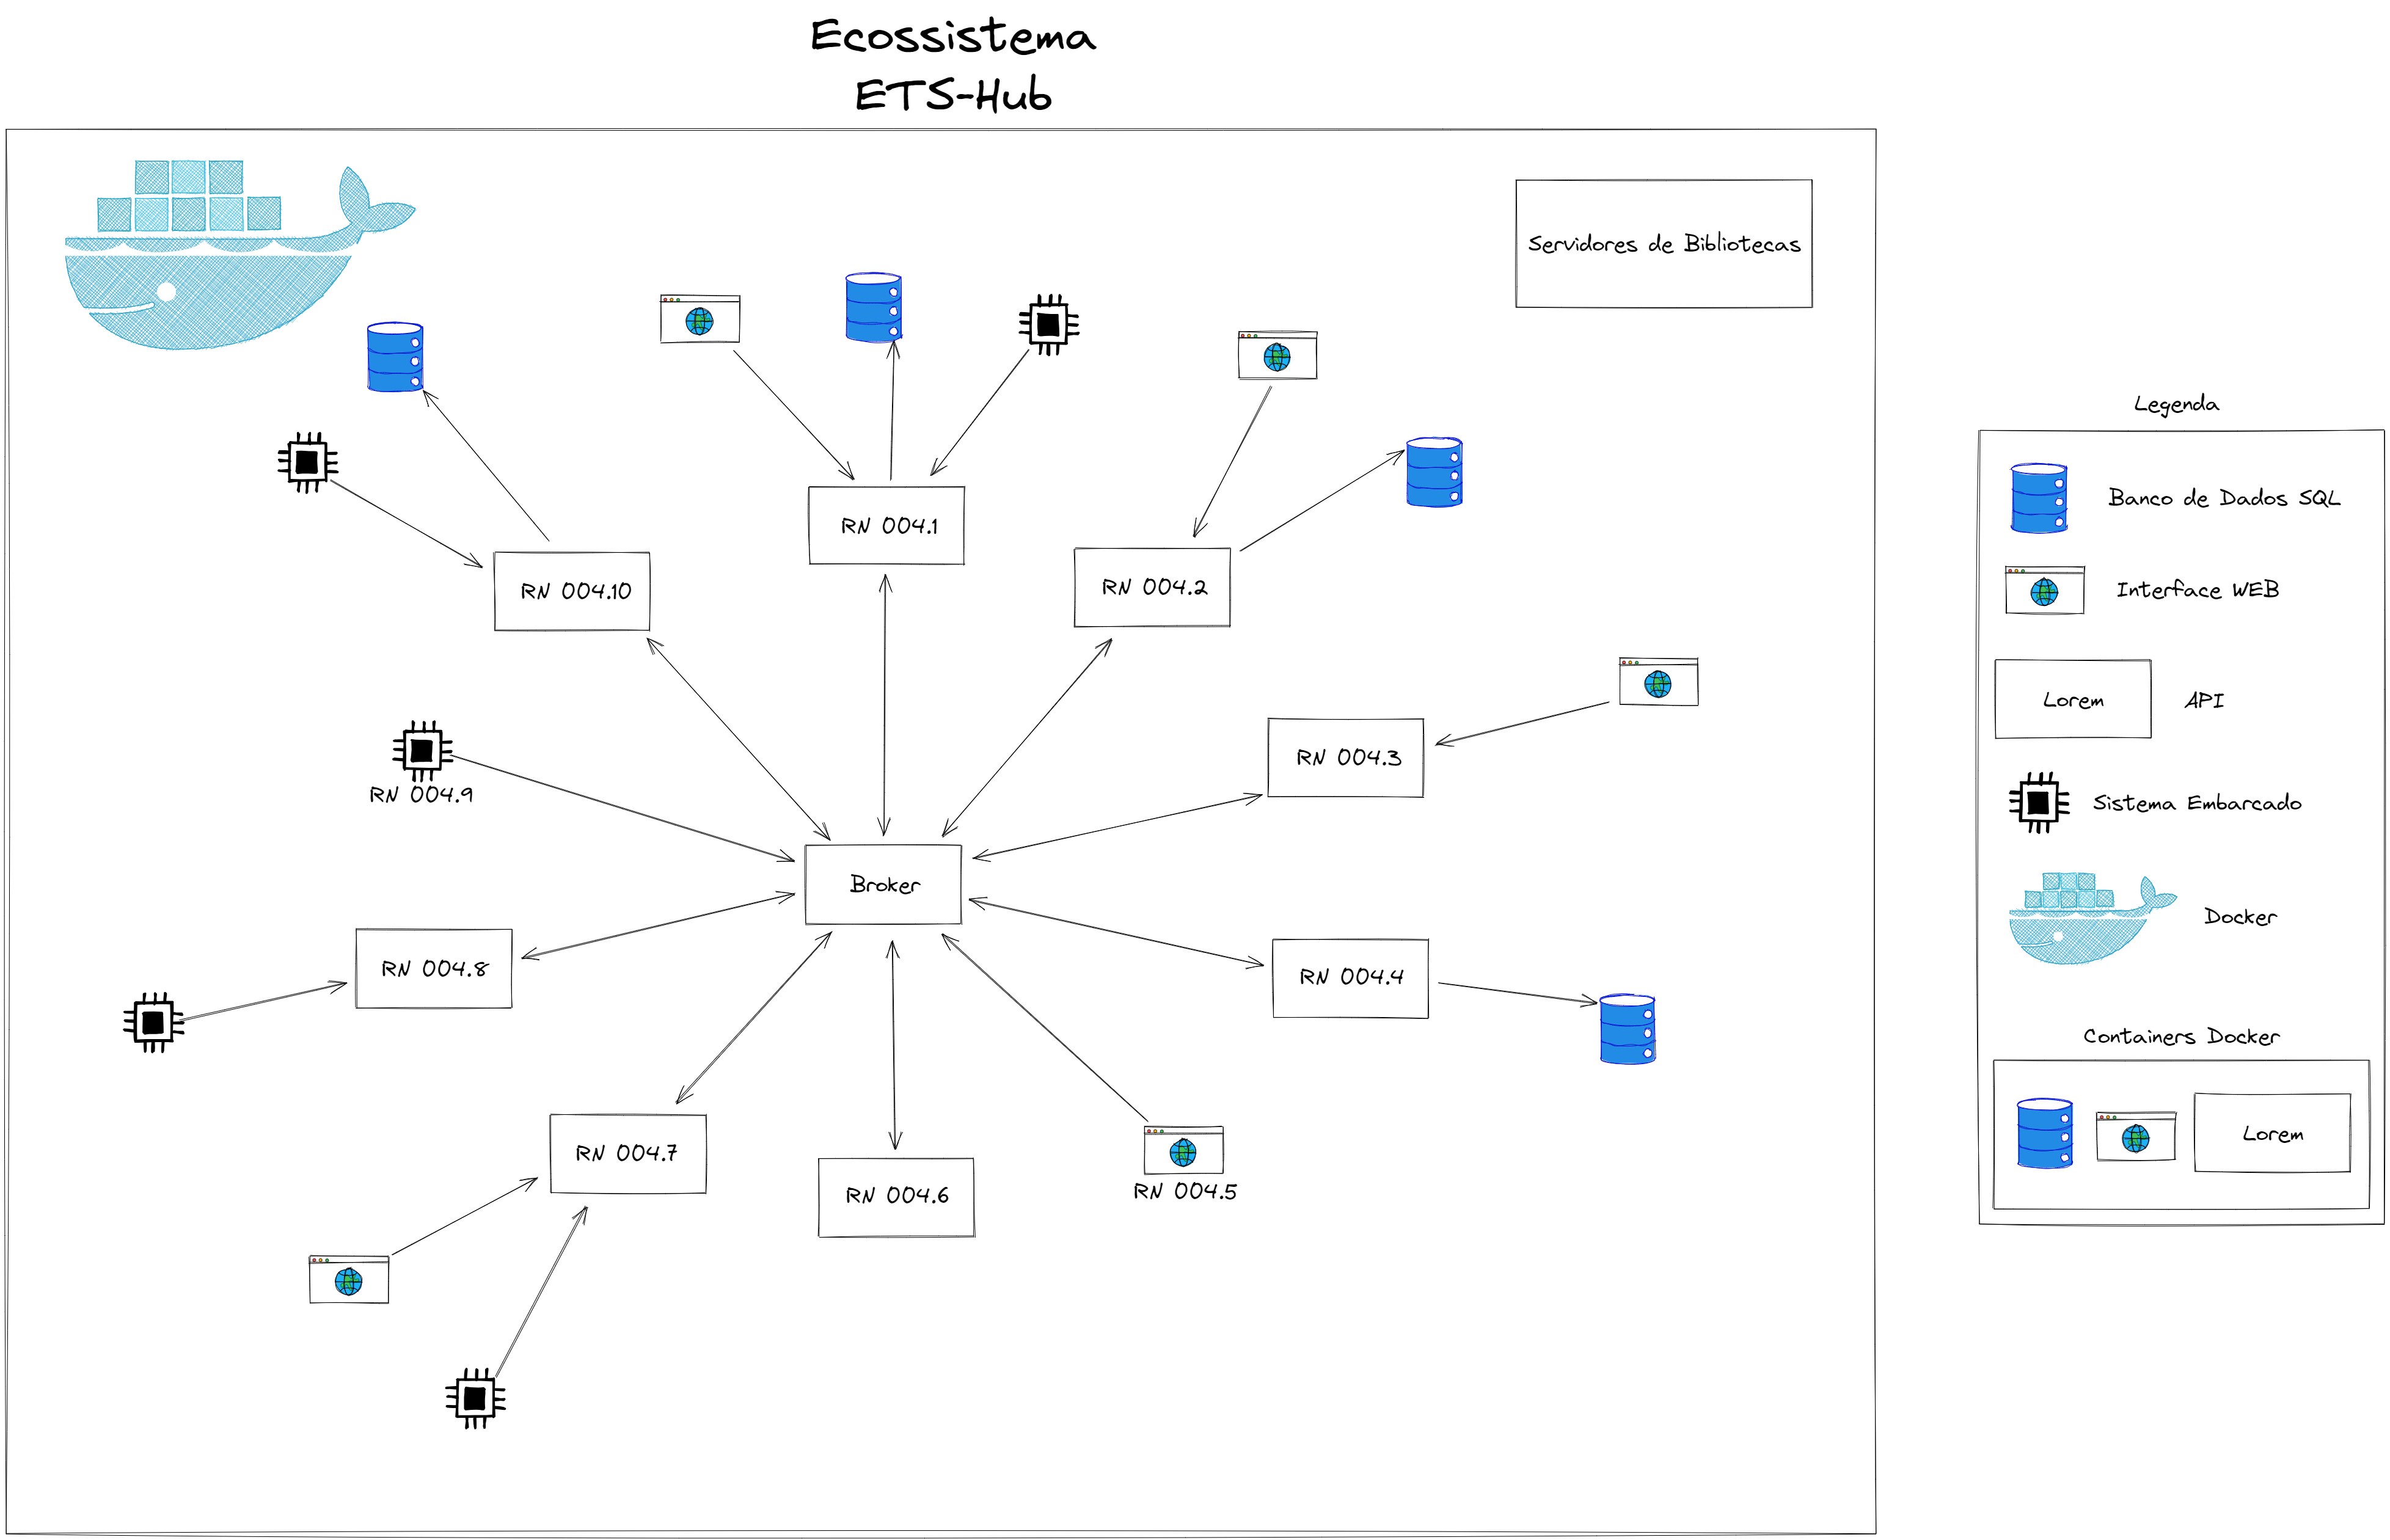 Ecossistema
ETS-Hub
Servidores de Bibliotecas
RN 004.1
RN 004.10
RN 004.2
RN 004.3
RN 004.9
Broker
RN 004.8
RN 004.4
RN 004.7
RN 004.6
RN 004.5
Legenda
Banco de Dados SQL
Interface WEB
Lorem
API
Sistema Embarcado
Docker
Containers Docker
Lorem